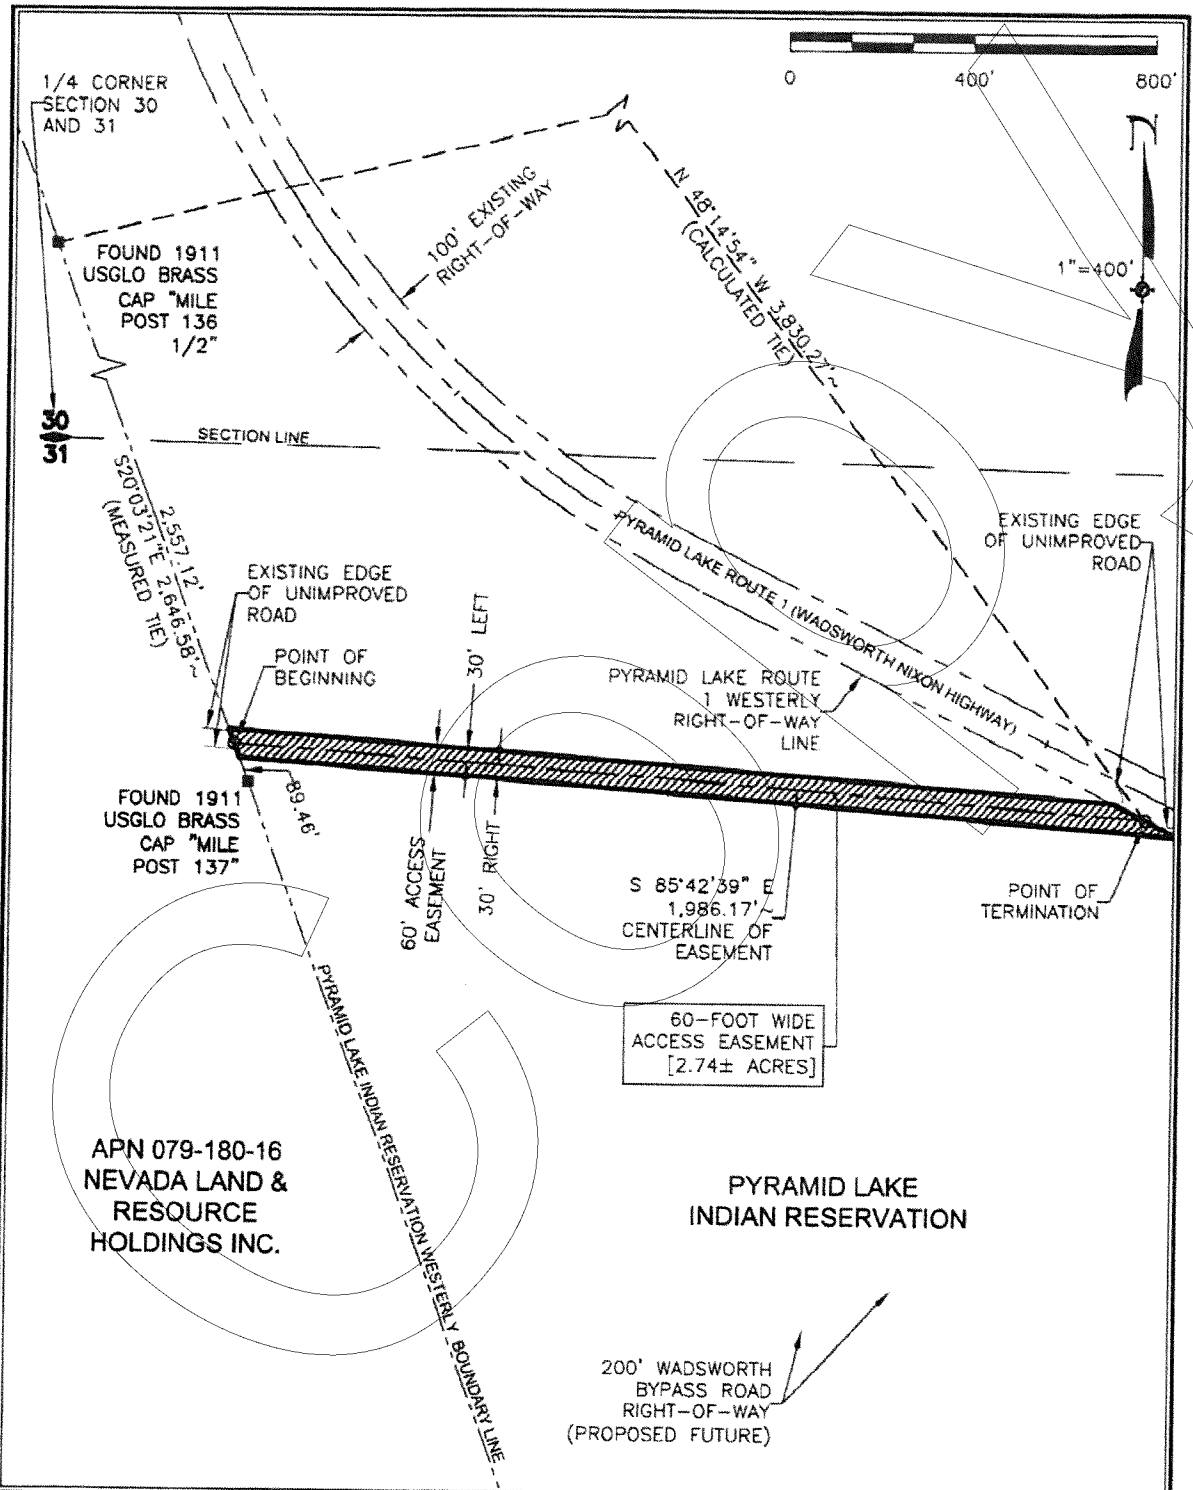 0 400' 800'
1/4 CORNER
SECTION 30
AND 31
N
1"=400'
100' EXISTING
RIGHT-OF-WAY
N 48°14'54" W 3,830.27'~
(CALCULATED TIE)
FOUND 1911
USGLO BRASS
CAP "MILE
POST 136
1/2"
30
31
SECTION LINE
2,557.12'
S20°03'21"E 2,646.58'~
(MEASURED TIE)
EXISTING EDGE
OF UNIMPROVED
ROAD
PYRAMID LAKE ROUTE 1 (WADSWORTH NIXON HIGHWAY)
EXISTING EDGE
OF UNIMPROVED
ROAD
POINT OF
BEGINNING
30' LEFT
PYRAMID LAKE ROUTE
1 WESTERLY
RIGHT-OF-WAY
LINE
FOUND 1911
USGLO BRASS
CAP "MILE
POST 137"
89.46'
60' ACCESS
EASEMENT
30' RIGHT
S 85°42'39" E
1,986.17'~
CENTERLINE OF
EASEMENT
POINT OF
TERMINATION
60-FOOT WIDE
ACCESS EASEMENT
[2.74± ACRES]
PYRAMID LAKE INDIAN RESERVATION WESTERLY BOUNDARY LINE
APN 079-180-16
NEVADA LAND &
RESOURCE
HOLDINGS INC.
PYRAMID LAKE
INDIAN RESERVATION
200' WADSWORTH
BYPASS ROAD
RIGHT-OF-WAY
(PROPOSED FUTURE)